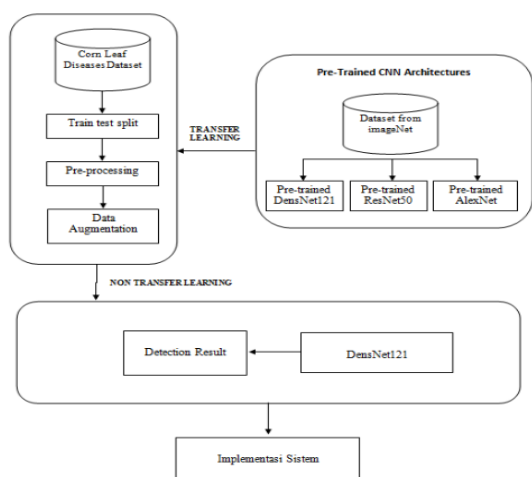 Corn Leaf
Diseases Dataset
Train test split
Pre-processing
Data
Augmentation
TRANSFER
LEARNING
Pre-Trained CNN Architectures
Dataset from
imageNet
Pre-trained
DensNet121
Pre-trained
ResNet50
Pre-trained
AlexNet
NON TRANSFER LEARNING
Detection Result
DensNet121
Implementasi Sistem